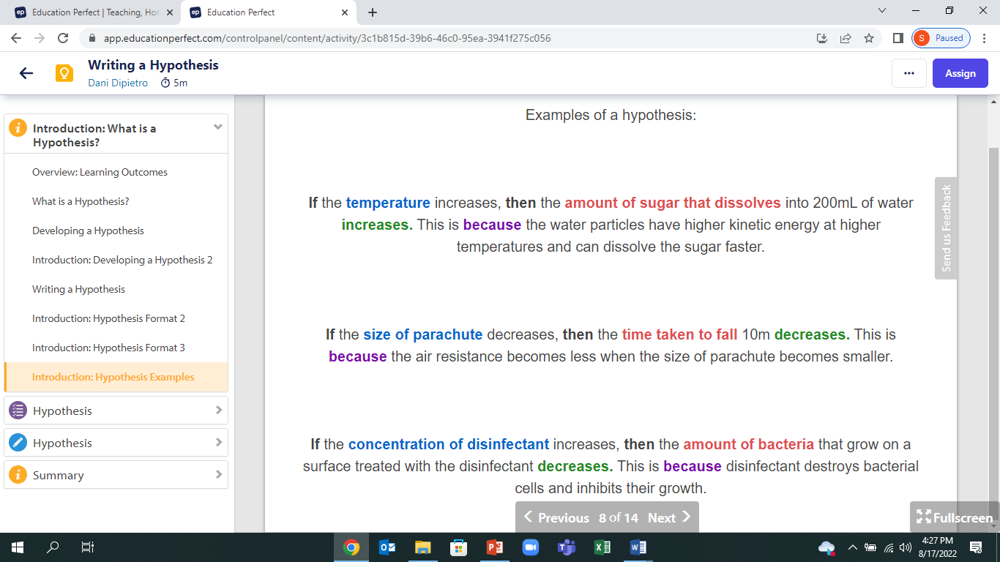 Education Perfect | Teaching, Hor
Education Perfect
app.educationperfect.com/controlpanel/content/activity/3c1b815d-39b6-46c0-95ea-3941f275c056
S Paused
Writing a Hypothesis
Dani Dipietro 5m
Assign
Introduction: What is a
Hypothesis?
Overview: Learning Outcomes
What is a Hypothesis?
Developing a Hypothesis
Introduction: Developing a Hypothesis 2
Writing a Hypothesis
Introduction: Hypothesis Format 2
Introduction: Hypothesis Format 3
Introduction: Hypothesis Examples
Hypothesis
Hypothesis
Summary
Examples of a hypothesis:
If the temperature increases, then the amount of sugar that dissolves into 200mL of water
increases. This is because the water particles have higher kinetic energy at higher
temperatures and can dissolve the sugar faster.
If the size of parachute decreases, then the time taken to fall 10m decreases. This is
because the air resistance becomes less when the size of parachute becomes smaller.
If the concentration of disinfectant increases, then the amount of bacteria that grow on a
surface treated with the disinfectant decreases. This is because disinfectant destroys bacterial
cells and inhibits their growth.
Send us Feedback
Previous 8 of 14 Next
Fullscreen
4:27 PM
8/17/2022